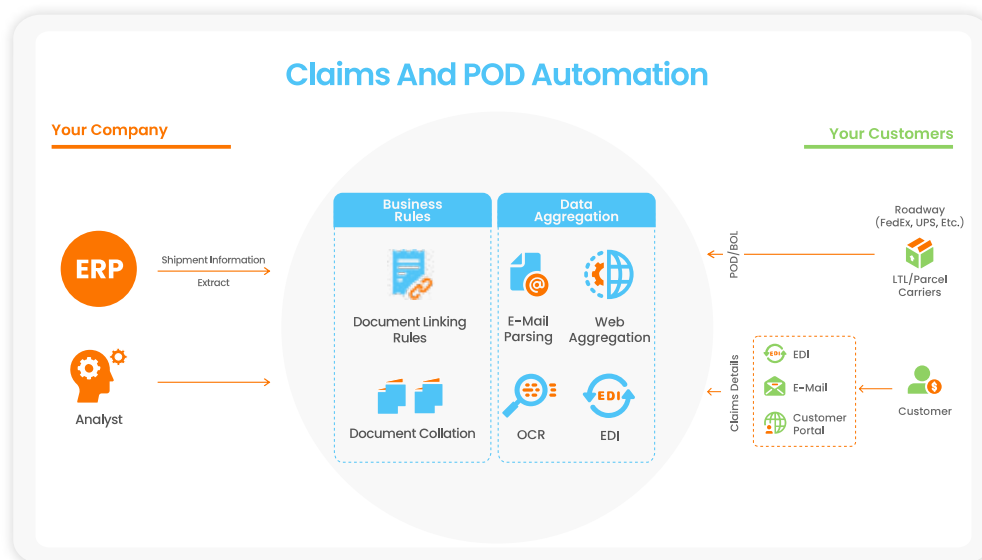 Claims And POD Automation
Your Company
Your Customers
ERP
Shipment Information
Extract
Analyst
Business
Rules
Document Linking
Rules
Document Collation
Data
Aggregation
@
E-Mail
Parsing
Web
Aggregation
OCR
EDI
EDI
POD/BOL
Roadway
(FedEx, UPS, Etc.)
LTL/Parcel
Carriers
Claims Details
EDI
EDI
E-Mail
Customer
Portal
$
Customer